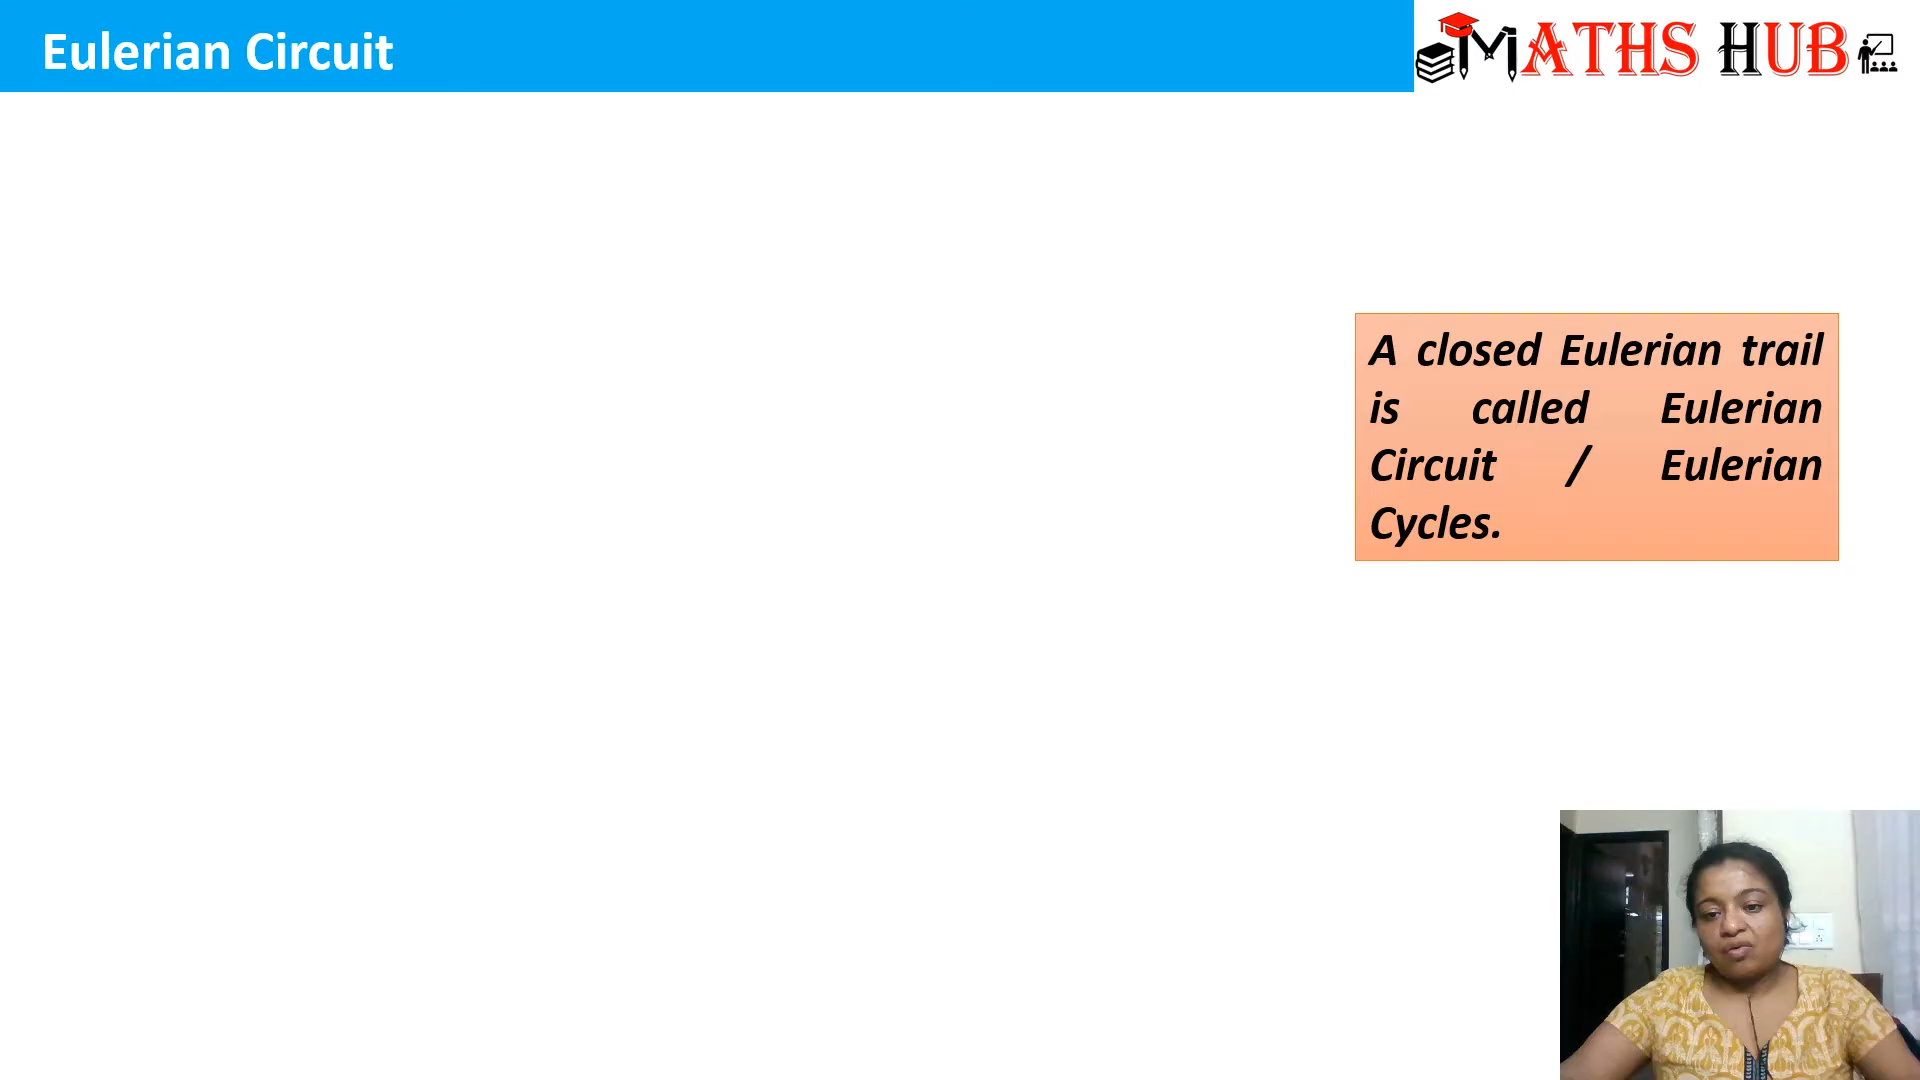 Eulerian Circuit
MATHS HUB
A closed Eulerian trail
is called Eulerian
Circuit / Eulerian
Cycles.